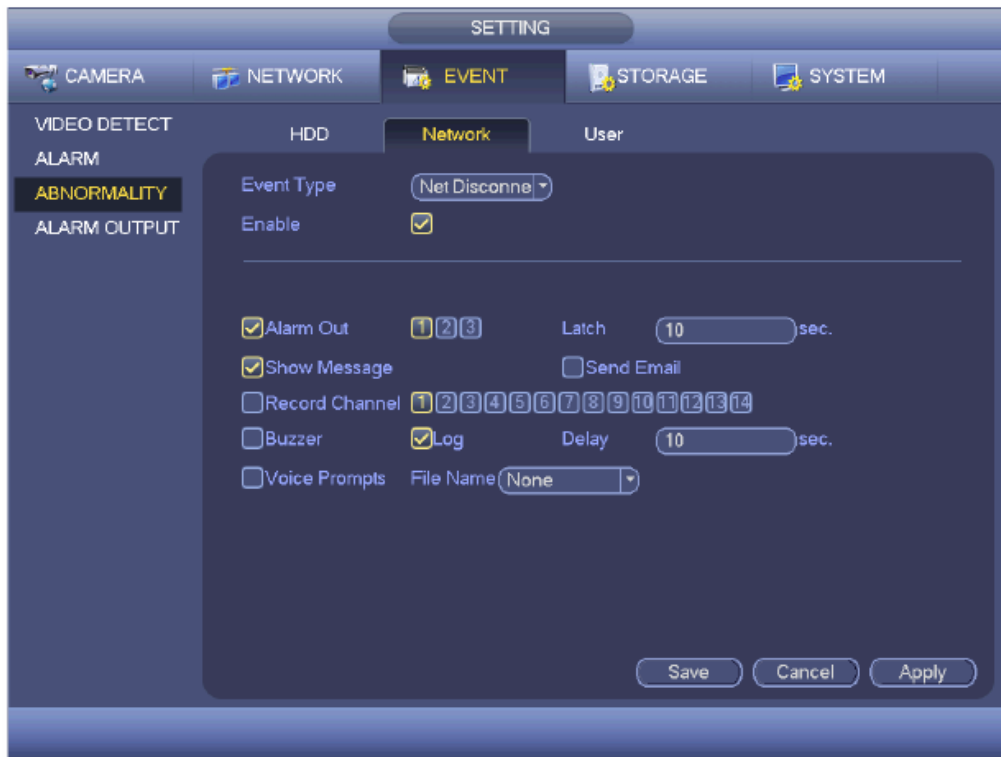 SETTING
CAMERA NETWORK EVENT STORAGE SYSTEM
VIDEO DETECT
ALARM
ABNORMALITY
ALARM OUTPUT
HDD Network User
Event Type Net Disconne
Enable
Alarm Out 1 2 3 Latch 10 sec.
Show Message Send Email
Record Channel 1 2 3 4 5 6 7 8 9 10 11 12 13 14
Buzzer Log Delay 10 sec.
Voice Prompts File Name None
Save Cancel Apply